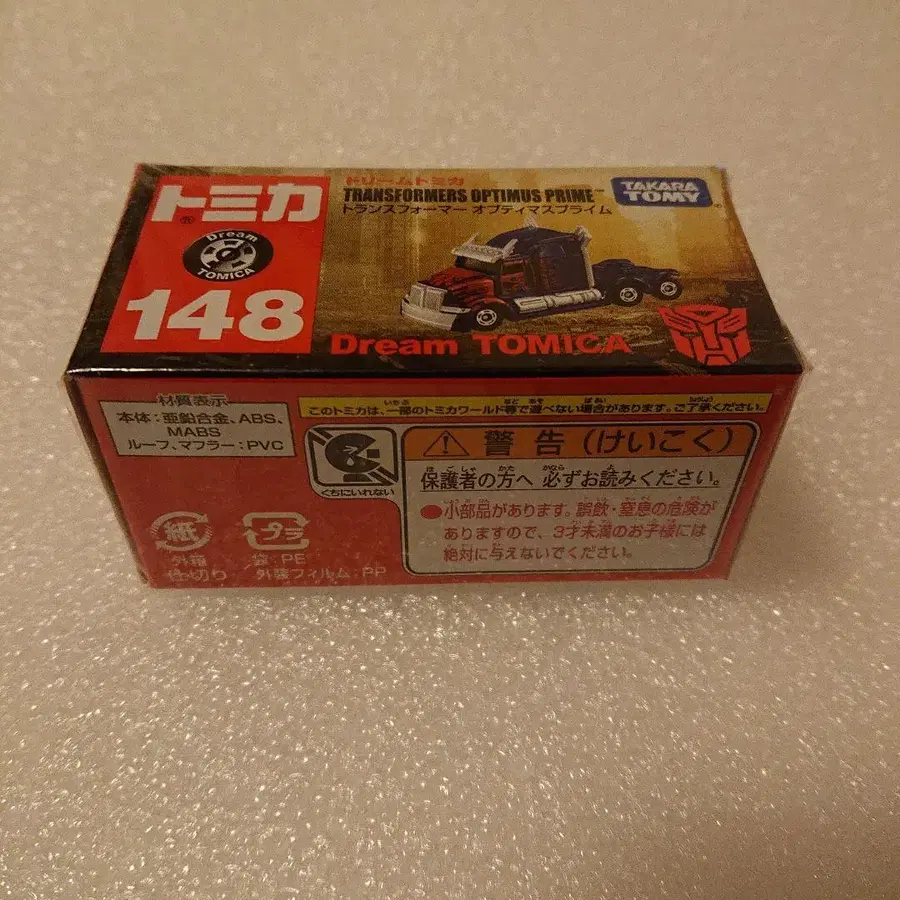 トミカ
®
Dream
TOMICA
148
ドリームトミカ
TRANSFORMERS OPTIMUS PRIME™
トランスフォーマー オプティマスプライム
TAKARA
TOMY
Dream TOMICA
材質表示
本体:亜鉛合金、ABS、
MABS
ルーフ、マフラー:PVC
紙
外箱
仕切り
プラ
袋:PE
外装フィルム:PP
くちにいれない
このトミカは、一部のトミカワールド等で遊べない場合があります。ご了承ください。
警告(けいこく)
保護者の方へ 必ずお読みください。
●小部品があります。誤飲・窒息の危険が
ありますので、3才未満のお子様には
絶対に与えないでください。